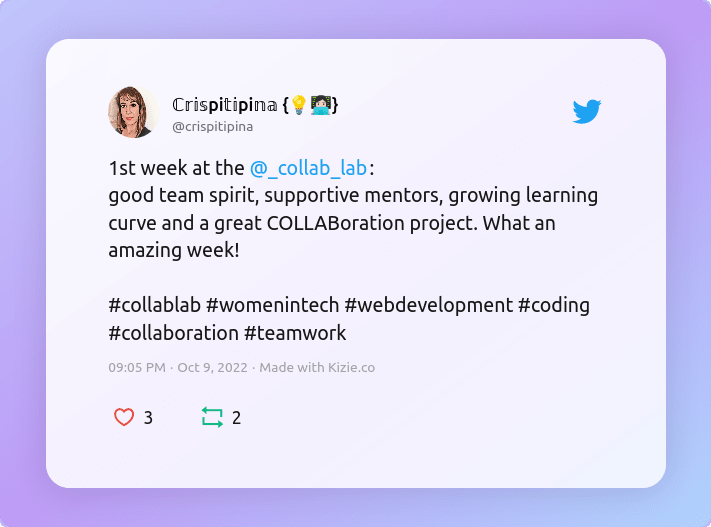 ℂ𝕣𝕚𝕤pi𝕥𝕚pi𝕟𝕒 {💡👩🏻‍💻}
@crispitipina
1st week at the @_collab_lab:
good team spirit, supportive mentors, growing learning
curve and a great COLLABoration project. What an
amazing week!
#collablab #womenintech #webdevelopment #coding
#collaboration #teamwork
09:05 PM · Oct 9, 2022 · Made with Kizie.co
3 2